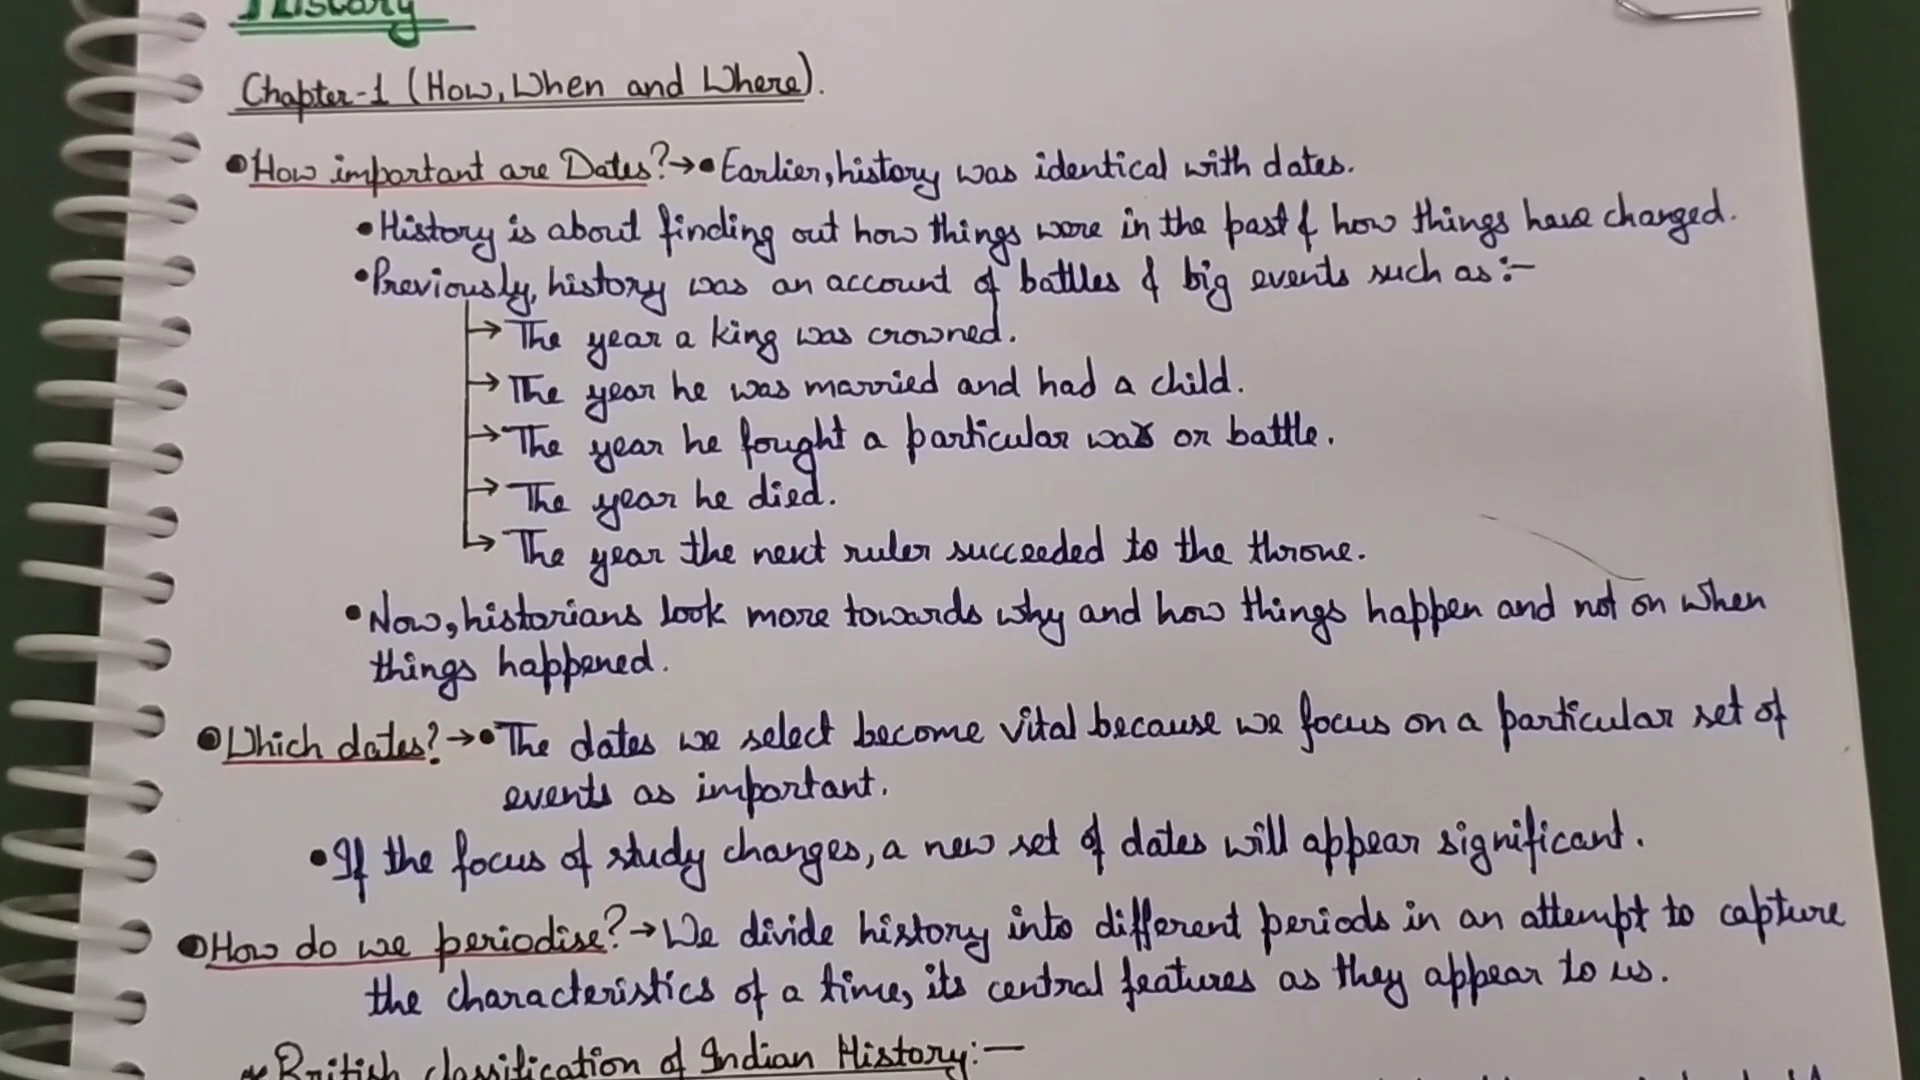 History
Chapter-1 (How, When and Where).
•How important are Dates?→•Earlier, history was identical with dates.
•History is about finding out how things were in the past & how things have changed.
•Previously, history was an account of battles & big events such as:-
→The year a king was crowned.
→The year he was married and had a child.
→The year he fought a particular war or battle.
→The year he died.
→The year the next ruler succeeded to the throne.
•Now, historians look more towards why and how things happen and not on when
things happened.
•Which dates?→•The dates we select become vital because we focus on a particular set of
events as important.
•If the focus of study changes, a new set of dates will appear significant.
•How do we periodise?→We divide history into different periods in an attempt to capture
the characteristics of a time, its central features as they appear to us.
British classification of Indian History:-